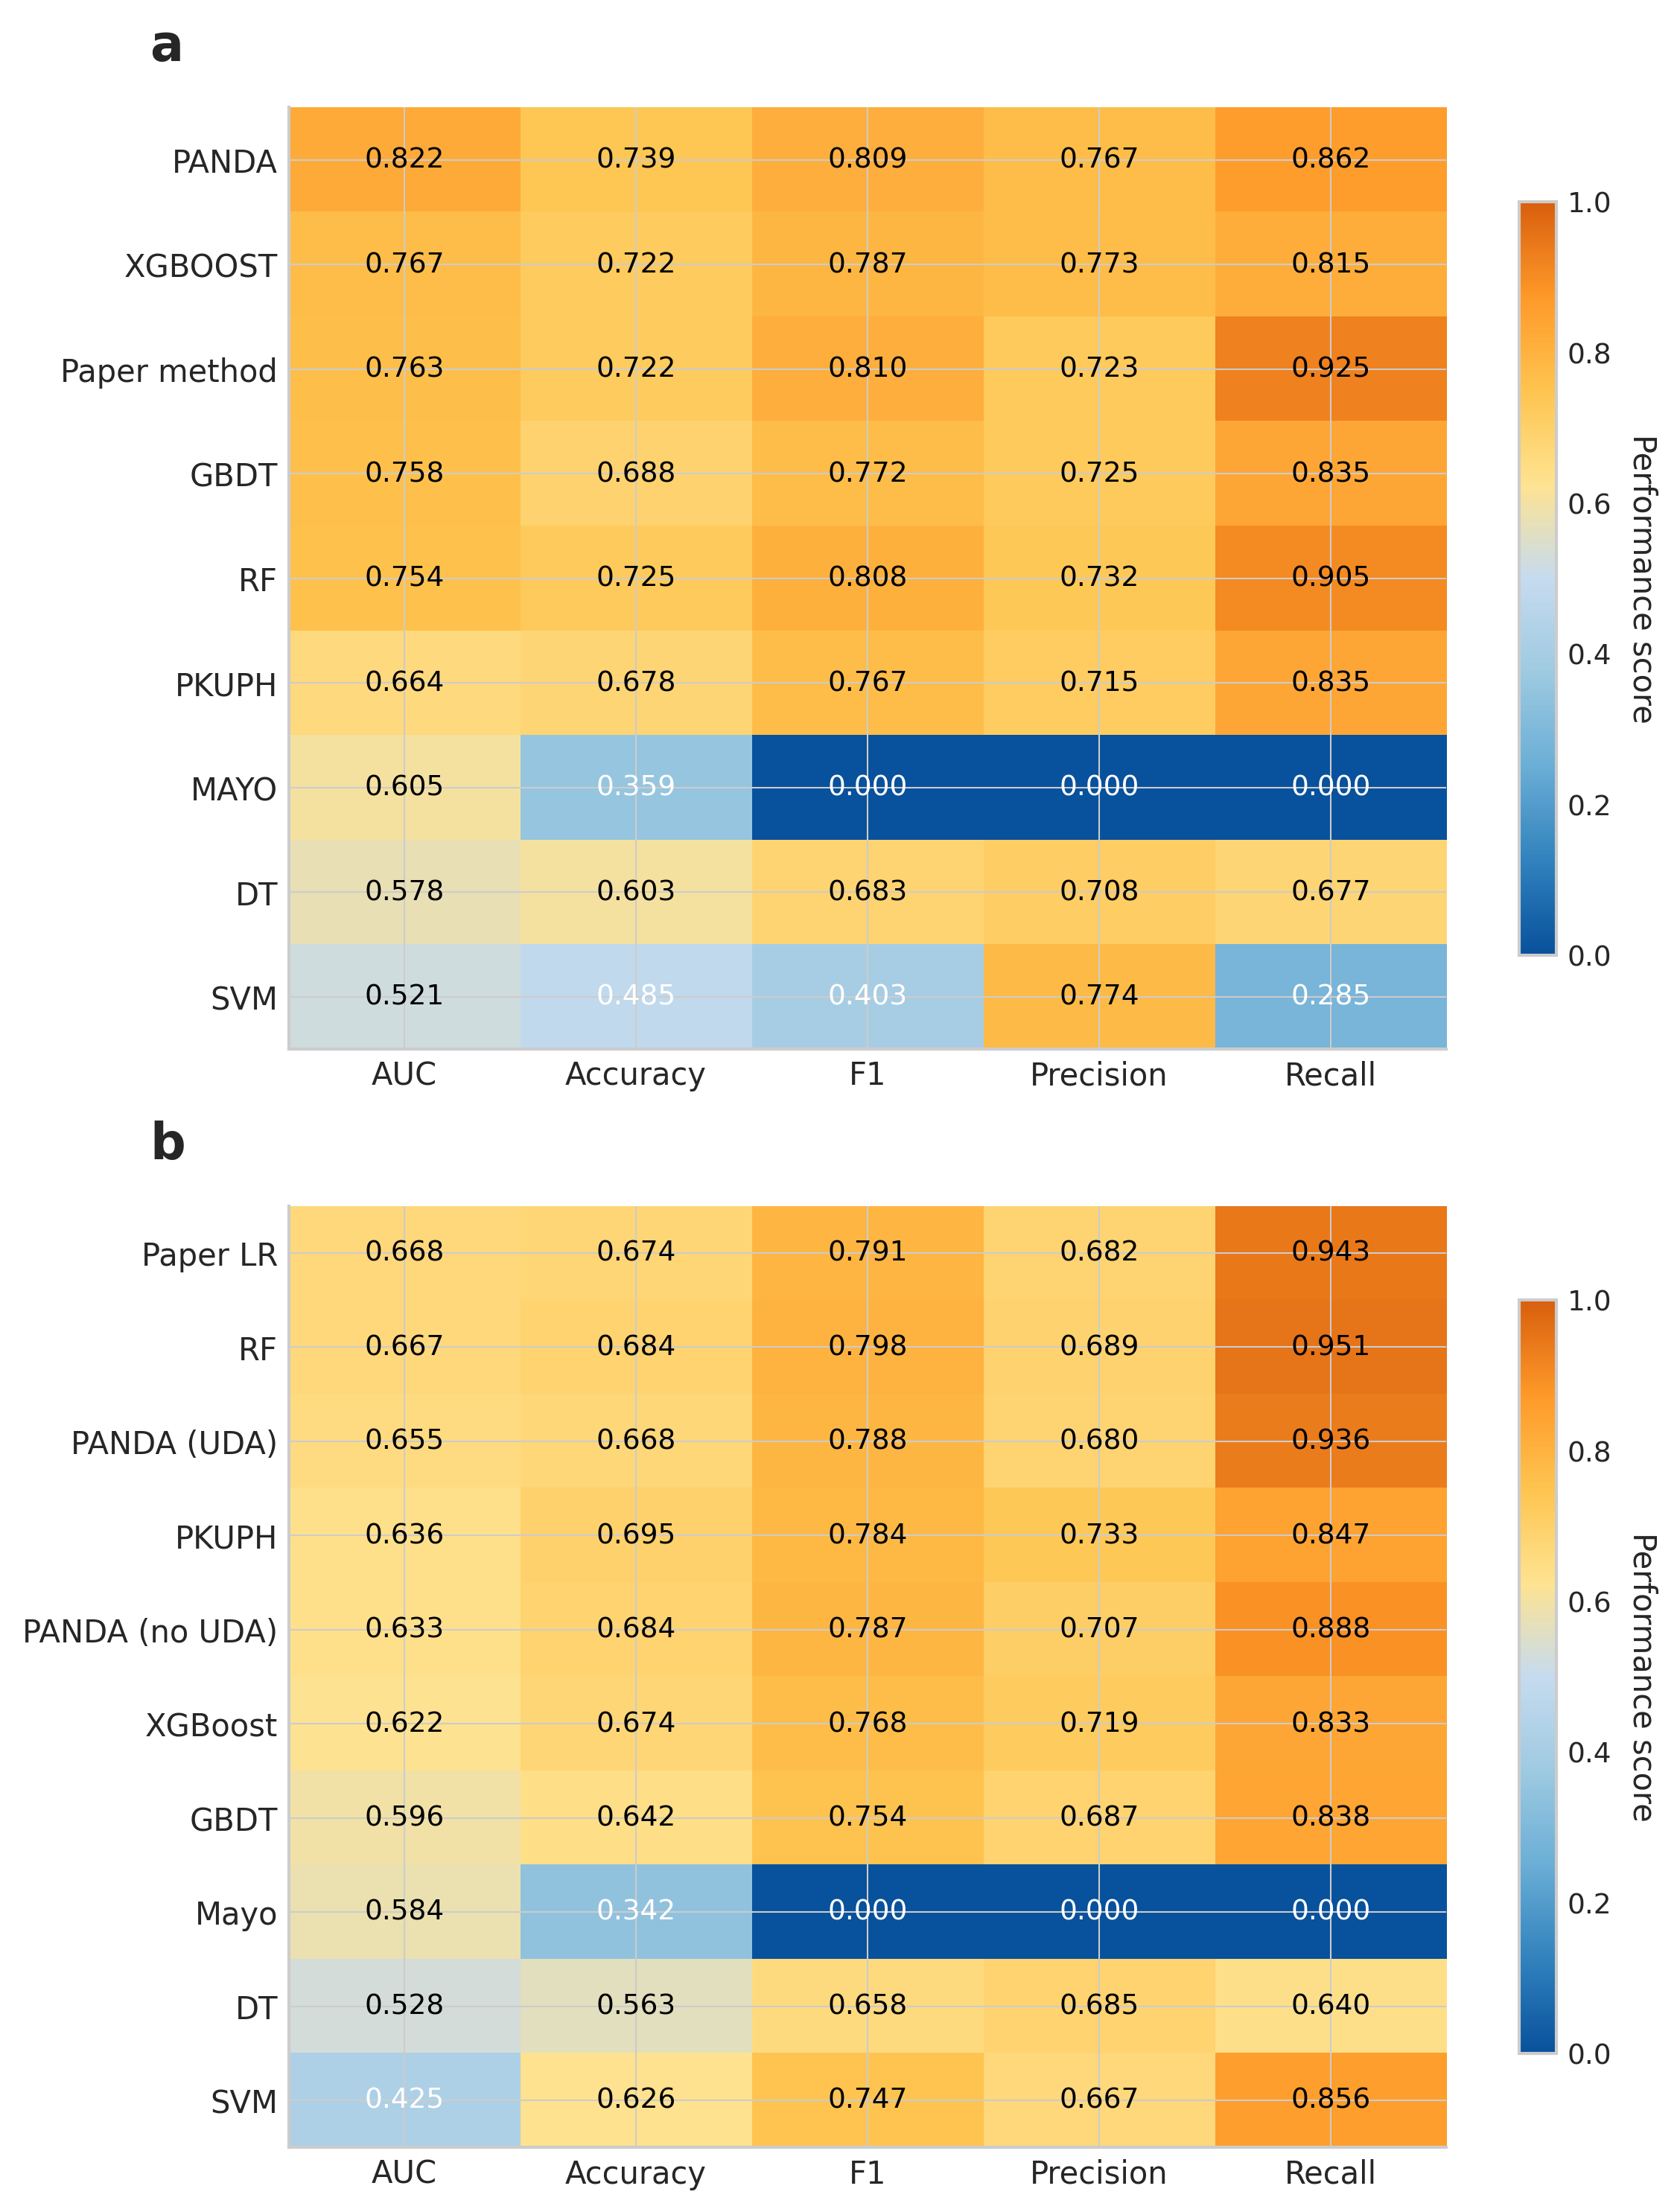 a
PANDA 0.822 0.739 0.809 0.767 0.862
XGBOOST 0.767 0.722 0.787 0.773 0.815
Paper method 0.763 0.722 0.810 0.723 0.925
GBDT 0.758 0.688 0.772 0.725 0.835
RF 0.754 0.725 0.808 0.732 0.905
PKUPH 0.664 0.678 0.767 0.715 0.835
MAYO 0.605 0.359 0.000 0.000 0.000
DT 0.578 0.603 0.683 0.708 0.677
SVM 0.521 0.485 0.403 0.774 0.285
AUC Accuracy F1 Precision Recall
1.0
0.8
0.6
0.4
0.2
0.0
Performance score
b
Paper LR 0.668 0.674 0.791 0.682 0.943
RF 0.667 0.684 0.798 0.689 0.951
PANDA (UDA) 0.655 0.668 0.788 0.680 0.936
PKUPH 0.636 0.695 0.784 0.733 0.847
PANDA (no UDA) 0.633 0.684 0.787 0.707 0.888
XGBoost 0.622 0.674 0.768 0.719 0.833
GBDT 0.596 0.642 0.754 0.687 0.838
Mayo 0.584 0.342 0.000 0.000 0.000
DT 0.528 0.563 0.658 0.685 0.640
SVM 0.425 0.626 0.747 0.667 0.856
AUC Accuracy F1 Precision Recall
1.0
0.8
0.6
0.4
0.2
0.0
Performance score